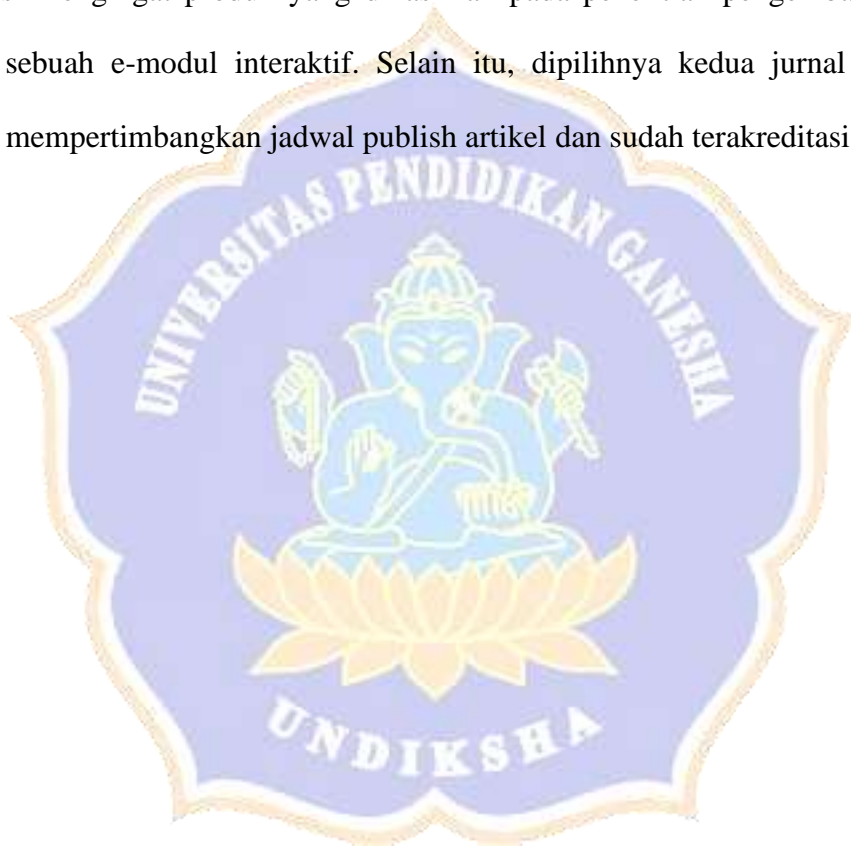 sebuah e-modul interaktif. Selain itu, dipilihnya kedua jurnal
mempertimbangkan jadwal publish artikel dan sudah terakreditasi
UNIVERSITAS PENDIDIKAN GANESHA
UNDIKSHA